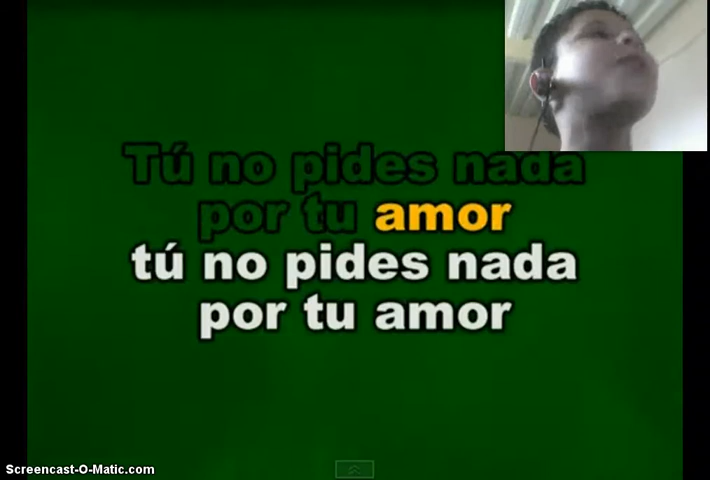 Tú no pides nada
por tu amor
tú no pides nada
por tu amor
Screencast-O-Matic.com